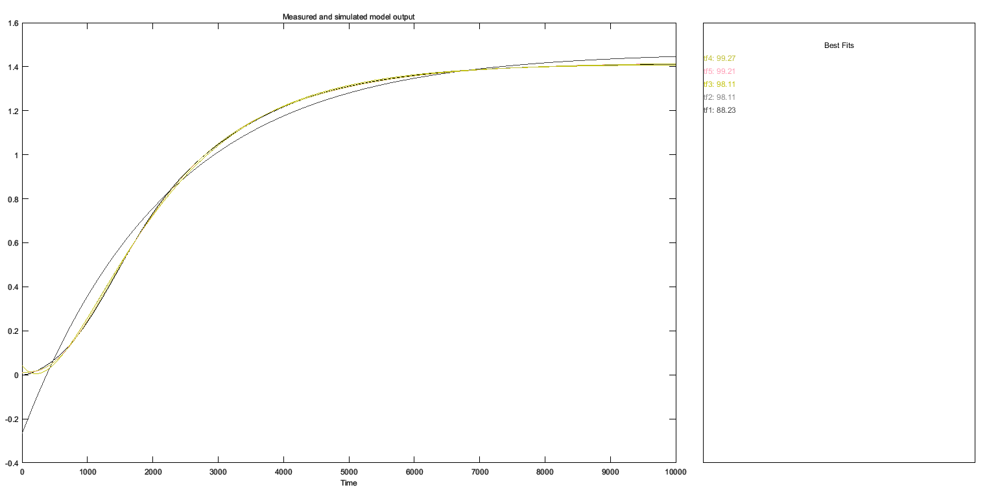 Measured and simulated model output
1.6
1.4
1.2
1
0.8
0.6
0.4
0.2
0
-0.2
-0.4
0 1000 2000 3000 4000 5000 6000 7000 8000 9000 10000
Time
Best Fits
tf4: 99.27
tf5: 99.21
tf3: 98.11
tf2: 98.11
tf1: 88.23